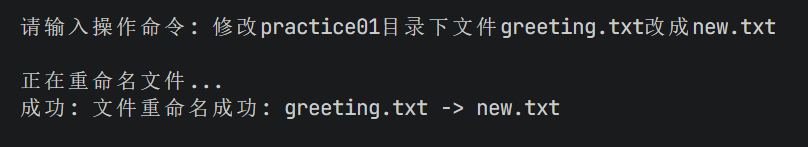 请输入操作命令: 修改practice01目录下文件greeting.txt改成new.txt
正在重命名文件...
成功: 文件重命名成功: greeting.txt -> new.txt